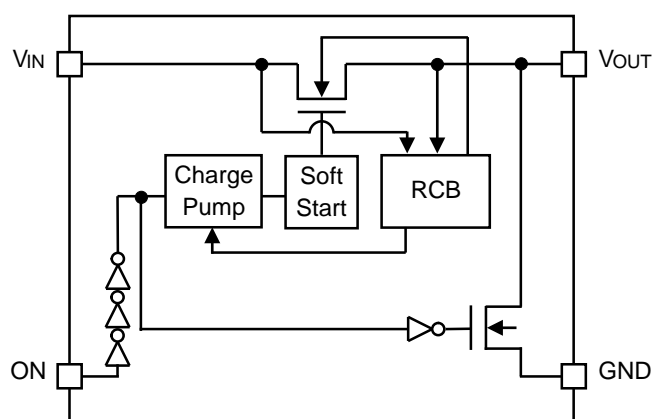 VIN
VOUT
Charge
Pump
Soft
Start
RCB
ON
GND